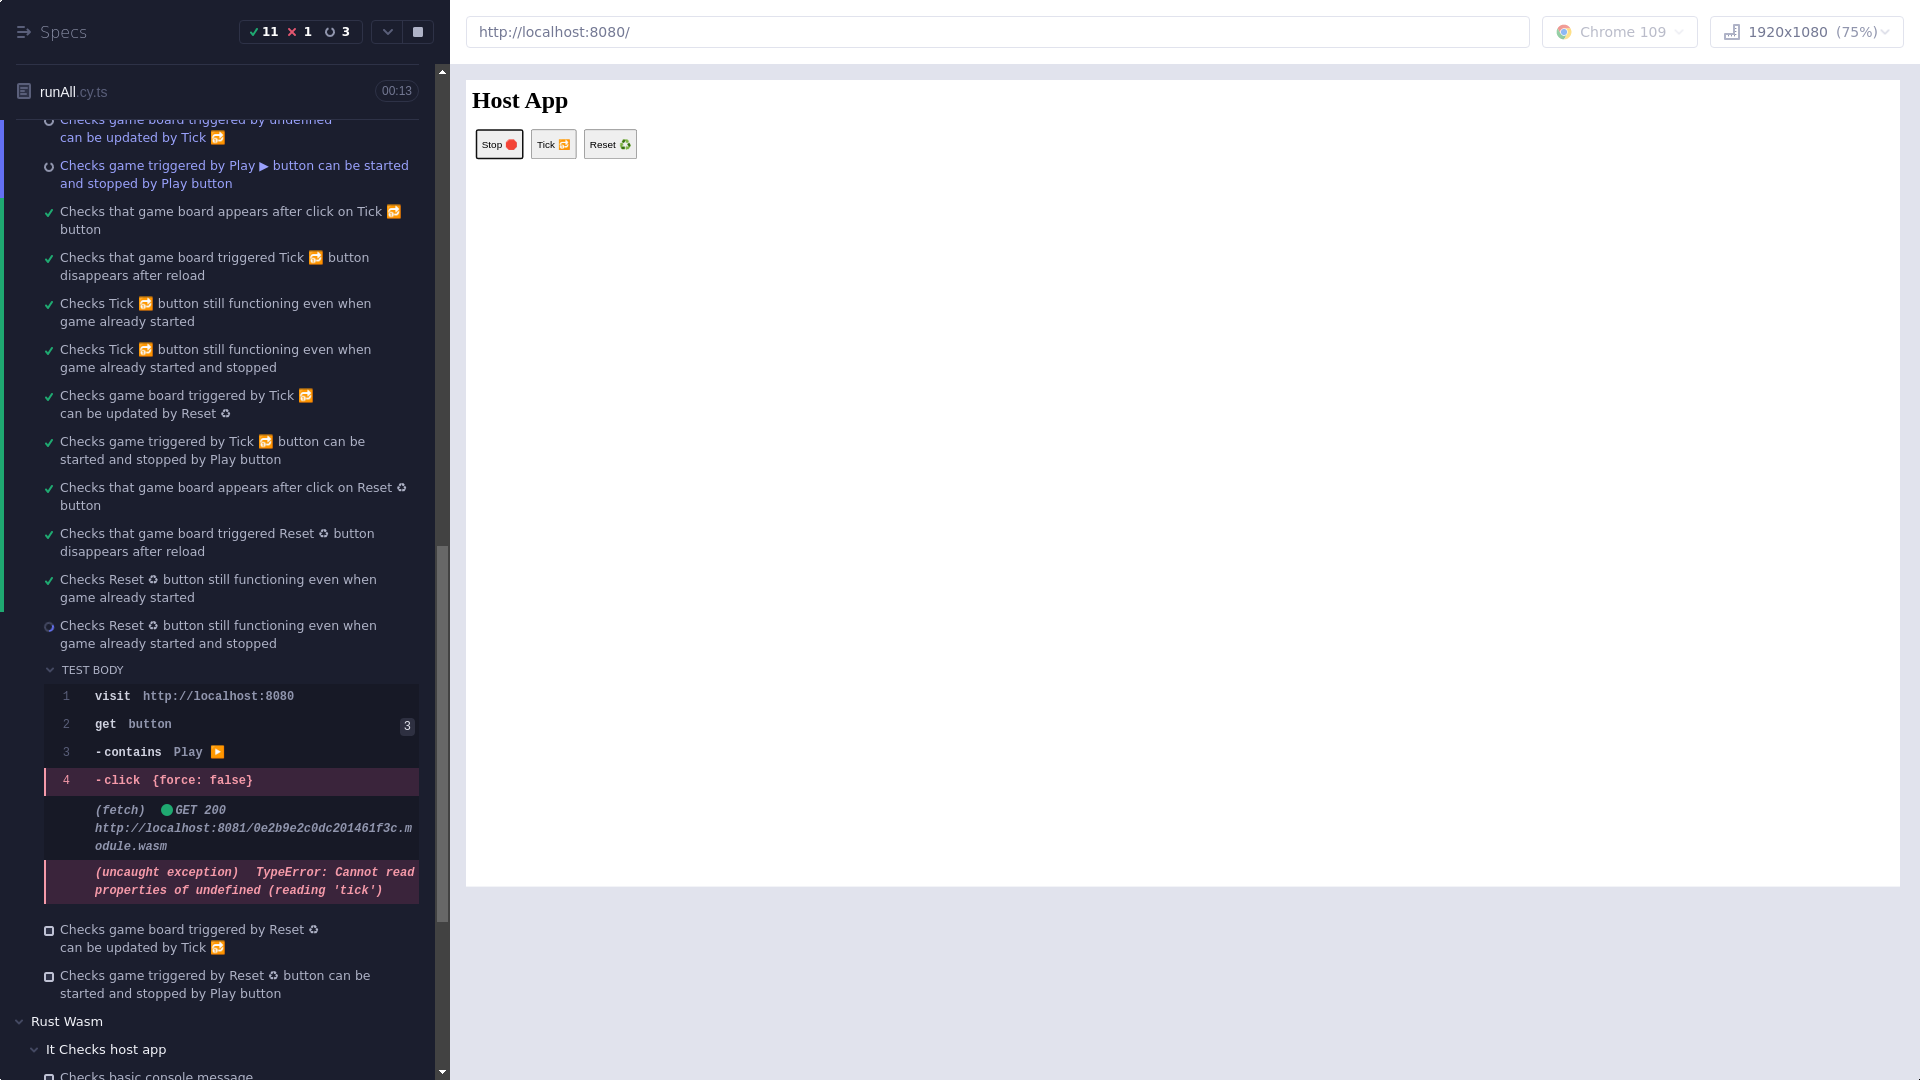 Specs
11 1 3
http://localhost:8080/
Chrome 109
1920x1080 (75%)
runAll.cy.ts
00:13
Checks game board triggered by undefined
can be updated by Tick 🔁
Checks game triggered by Play ▶ button can be started
and stopped by Play button
Checks that game board appears after click on Tick 🔁
button
Checks that game board triggered Tick 🔁 button
disappears after reload
Checks Tick 🔁 button still functioning even when
game already started
Checks Tick 🔁 button still functioning even when
game already started and stopped
Checks game board triggered by Tick 🔁
can be updated by Reset ♻
Checks game triggered by Tick 🔁 button can be
started and stopped by Play button
Checks that game board appears after click on Reset ♻
button
Checks that game board triggered Reset ♻ button
disappears after reload
Checks Reset ♻ button still functioning even when
game already started
Checks Reset ♻ button still functioning even when
game already started and stopped
TEST BODY
1 visit http://localhost:8080
2 get button 3
3 -contains Play ▶️
4 -click {force: false}
(fetch) GET 200
http://localhost:8081/0e2b9e2c0dc201461f3c.m
odule.wasm
(uncaught exception) TypeError: Cannot read
properties of undefined (reading 'tick')
Checks game board triggered by Reset ♻
can be updated by Tick 🔁
Checks game triggered by Reset ♻ button can be
started and stopped by Play button
Rust Wasm
It Checks host app
Checks basic console message
Host App
Stop 🛑 Tick 🔁 Reset ♻️